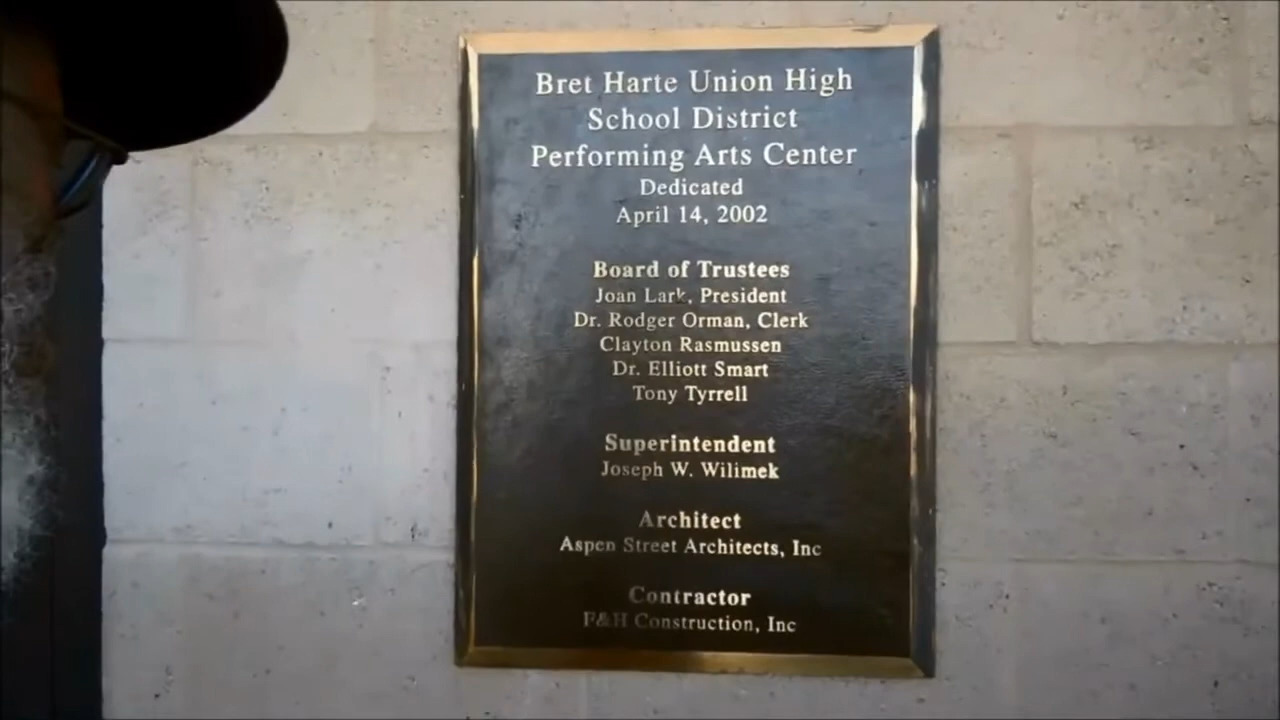 Bret Harte Union High
School District
Performing Arts Center
Dedicated
April 14, 2002
Board of Trustees
Joan Lark, President
Dr. Rodger Orman, Clerk
Clayton Rasmussen
Dr. Elliott Smart
Tony Tyrrell
Superintendent
Joseph W. Wilimek
Architect
Aspen Street Architects, Inc
Contractor
F&H Construction, Inc